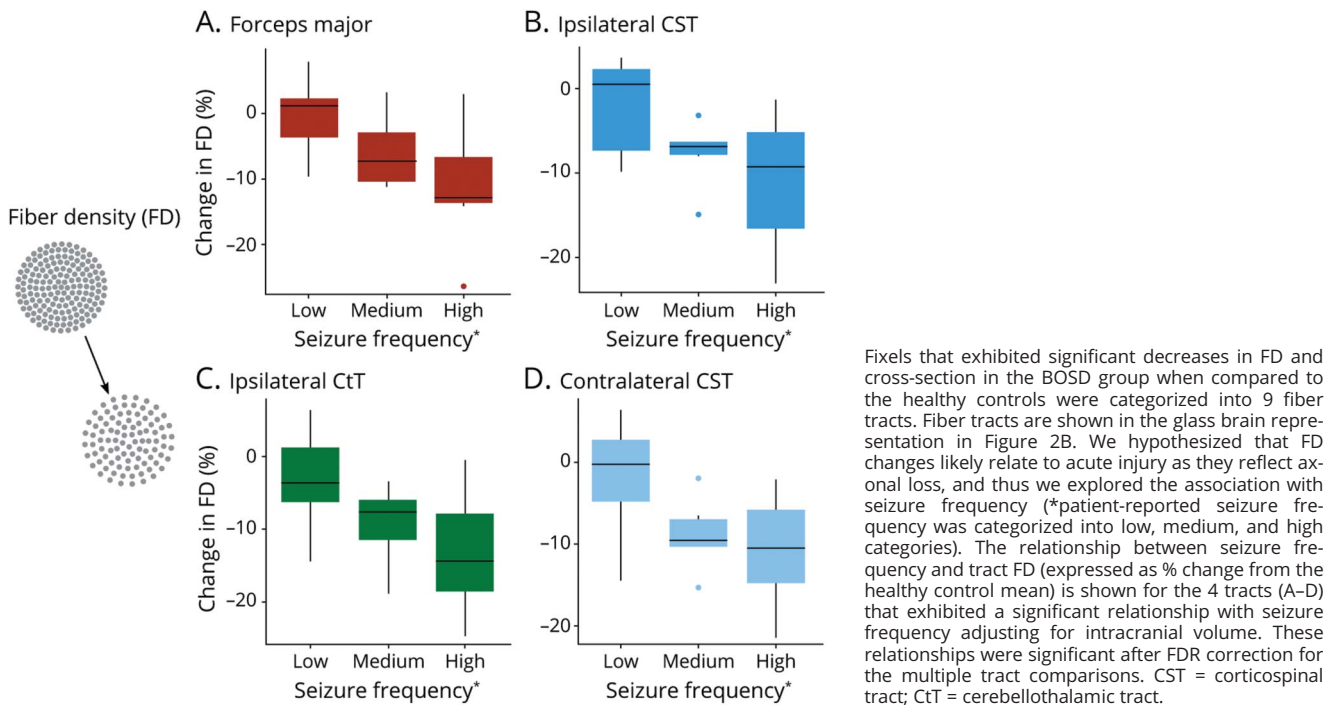 Fiber density (FD)
A. Forceps major
Change in FD (%)
0
−10
−20
Low Medium High
Seizure frequency*
B. Ipsilateral CST
0
−10
−20
Low Medium High
Seizure frequency*
C. Ipsilateral CtT
Change in FD (%)
0
−10
−20
Low Medium High
Seizure frequency*
D. Contralateral CST
0
−10
−20
Low Medium High
Seizure frequency*
Fixels that exhibited significant decreases in FD and
cross-section in the BOSD group when compared to
the healthy controls were categorized into 9 fiber
tracts. Fiber tracts are shown in the glass brain repre-
sentation in Figure 2B. We hypothesized that FD
changes likely relate to acute injury as they reflect ax-
onal loss, and thus we explored the association with
seizure frequency (*patient-reported seizure fre-
quency was categorized into low, medium, and high
categories). The relationship between seizure fre-
quency and tract FD (expressed as % change from the
healthy control mean) is shown for the 4 tracts (A–D)
that exhibited a significant relationship with seizure
frequency adjusting for intracranial volume. These
relationships were significant after FDR correction for
the multiple tract comparisons. CST = corticospinal
tract; CtT = cerebellothalamic tract.